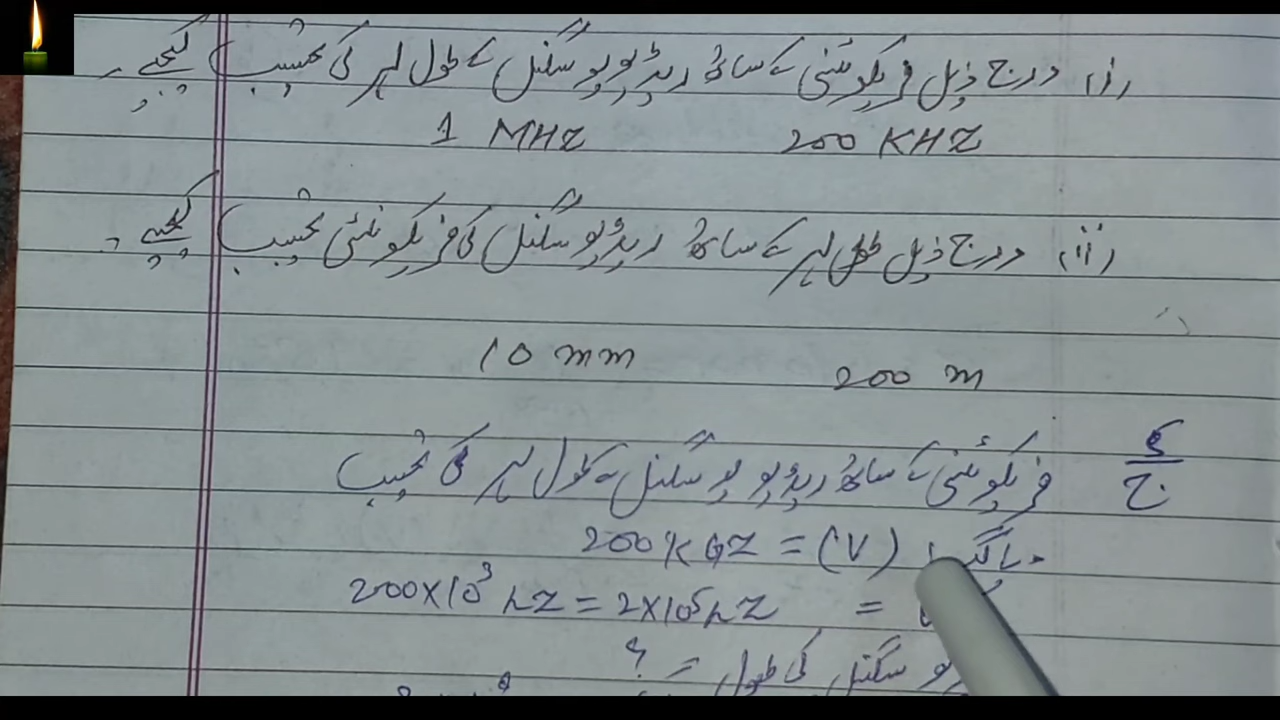 (i) درج ذیل فریکوئنسی کے ساتھ ریڈیو سگنل کے طول لہر کی تحسیب کیجیے
200 KHZ 1 MHZ
(ii) درج ذیل طول لہر کے ساتھ ریڈیو سگنل کی فریکوئنسی تحسیب کیجیے
200 m 10 mm
ج فریکوئنسی کے ساتھ ریڈیو سگنل کے طول لہر کی تحسیب
(V) = 200 K G Z
= 200×10³ hZ = 2×10⁵ hZ
سگنل کی طول = ?